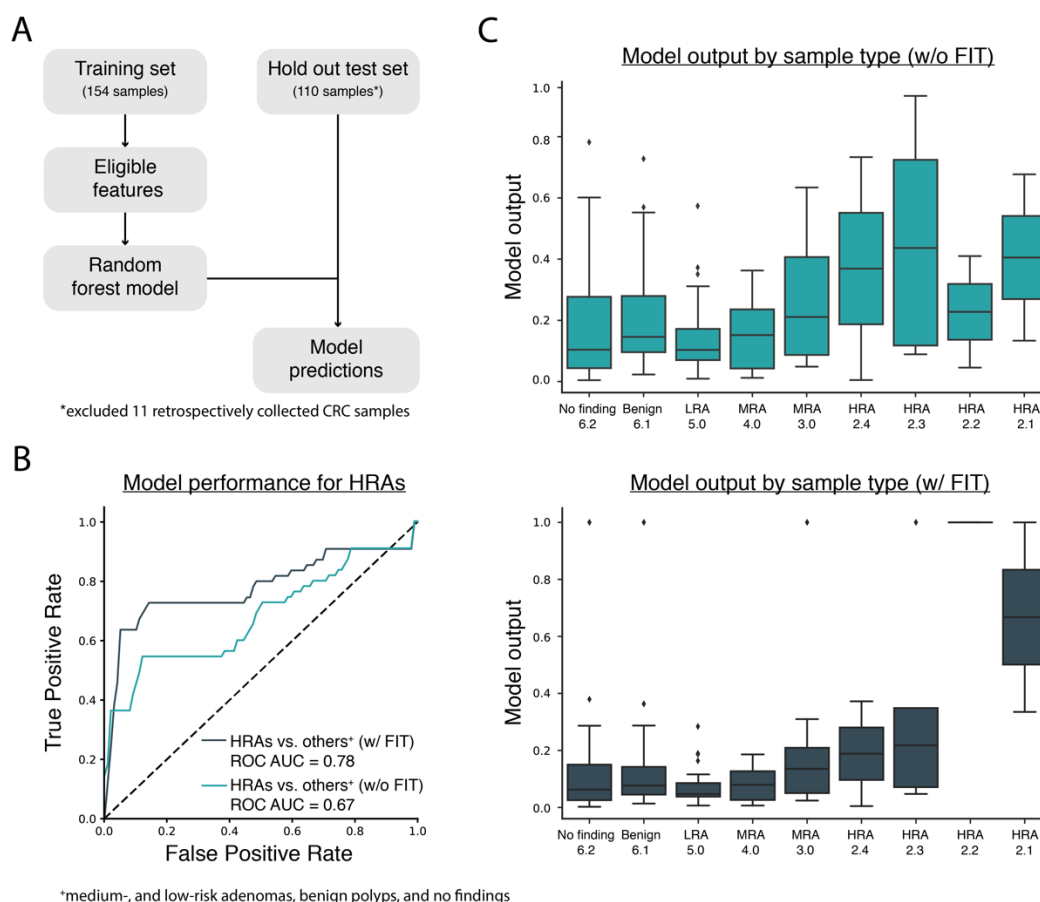 A
Training set
(154 samples)
Hold out test set
(110 samples*)
Eligible
features
Random
forest model
Model
predictions
*excluded 11 retrospectively collected CRC samples
B
Model performance for HRAs
True Positive Rate
1.0
0.8
0.6
0.4
0.2
0.0
HRAs vs. others⁺ (w/ FIT)
ROC AUC = 0.78
HRAs vs. others⁺ (w/o FIT)
ROC AUC = 0.67
0.0 0.2 0.4 0.6 0.8 1.0
False Positive Rate
⁺medium-, and low-risk adenomas, benign polyps, and no findings
C
Model output by sample type (w/o FIT)
Model output
1.0
0.8
0.6
0.4
0.2
0.0
No finding Benign LRA MRA MRA HRA HRA HRA HRA
6.2 6.1 5.0 4.0 3.0 2.4 2.3 2.2 2.1
Model output by sample type (w/ FIT)
Model output
1.0
0.8
0.6
0.4
0.2
0.0
No finding Benign LRA MRA MRA HRA HRA HRA HRA
6.2 6.1 5.0 4.0 3.0 2.4 2.3 2.2 2.1